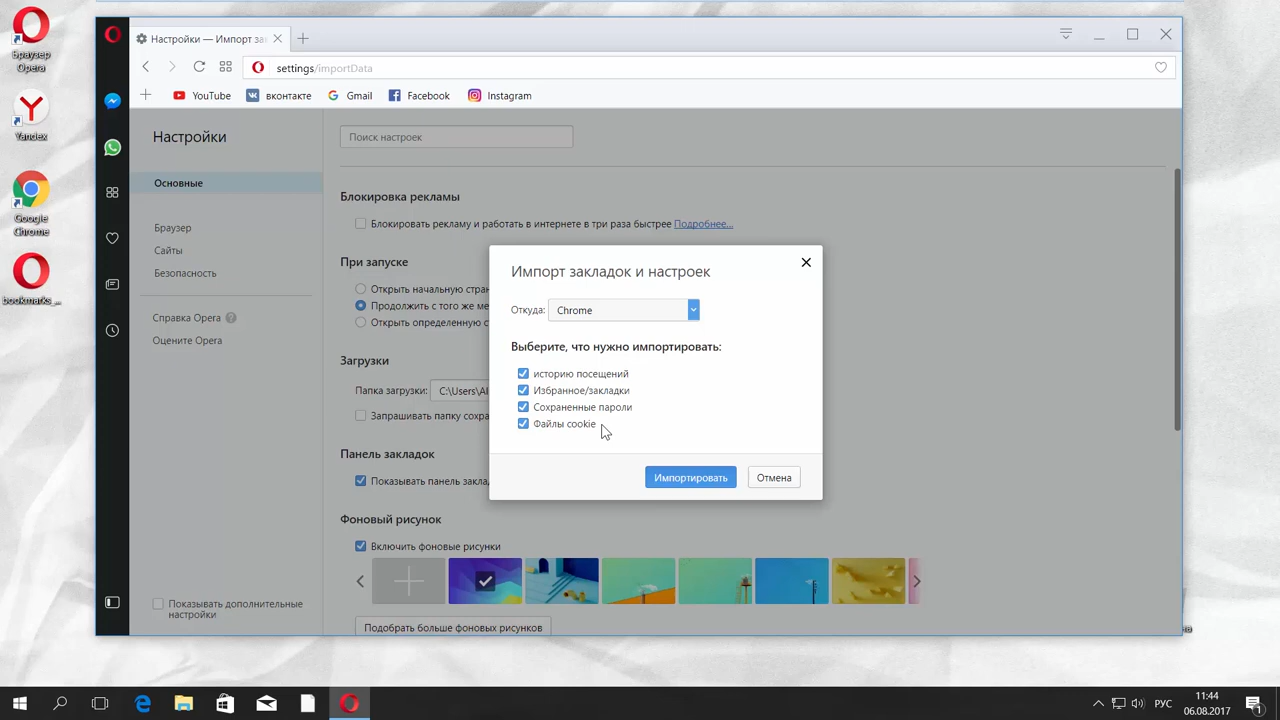 Браузер
Opera
Yandex
Google
Chrome
bookmarks_...
Настройки — Импорт за
settings/importData
YouTube
вконтакте
Gmail
Facebook
Instagram
Настройки
Основные
Браузер
Сайты
Безопасность
Справка Opera ?
Оцените Opera
Показывать дополнительные
настройки
Поиск настроек
Блокировка рекламы
Блокировать рекламу и работать в интернете в три раза быстрее Подробнее...
При запуске
Открыть начальную стран
Продолжить с того же ме
Открыть определенную с
Загрузки
Папка загрузки: C:\Users\Al
Запрашивать папку сохра
Панель закладок
Показывать панель заклад
Фоновый рисунок
Включить фоновые рисунки
Подобрать больше фоновых рисунков
Импорт закладок и настроек
Откуда: Chrome
Выберите, что нужно импортировать:
историю посещений
Избранное/закладки
Сохраненные пароли
Файлы cookie
Импортировать
Отмена
на
РУС
11:44
06.08.2017
1